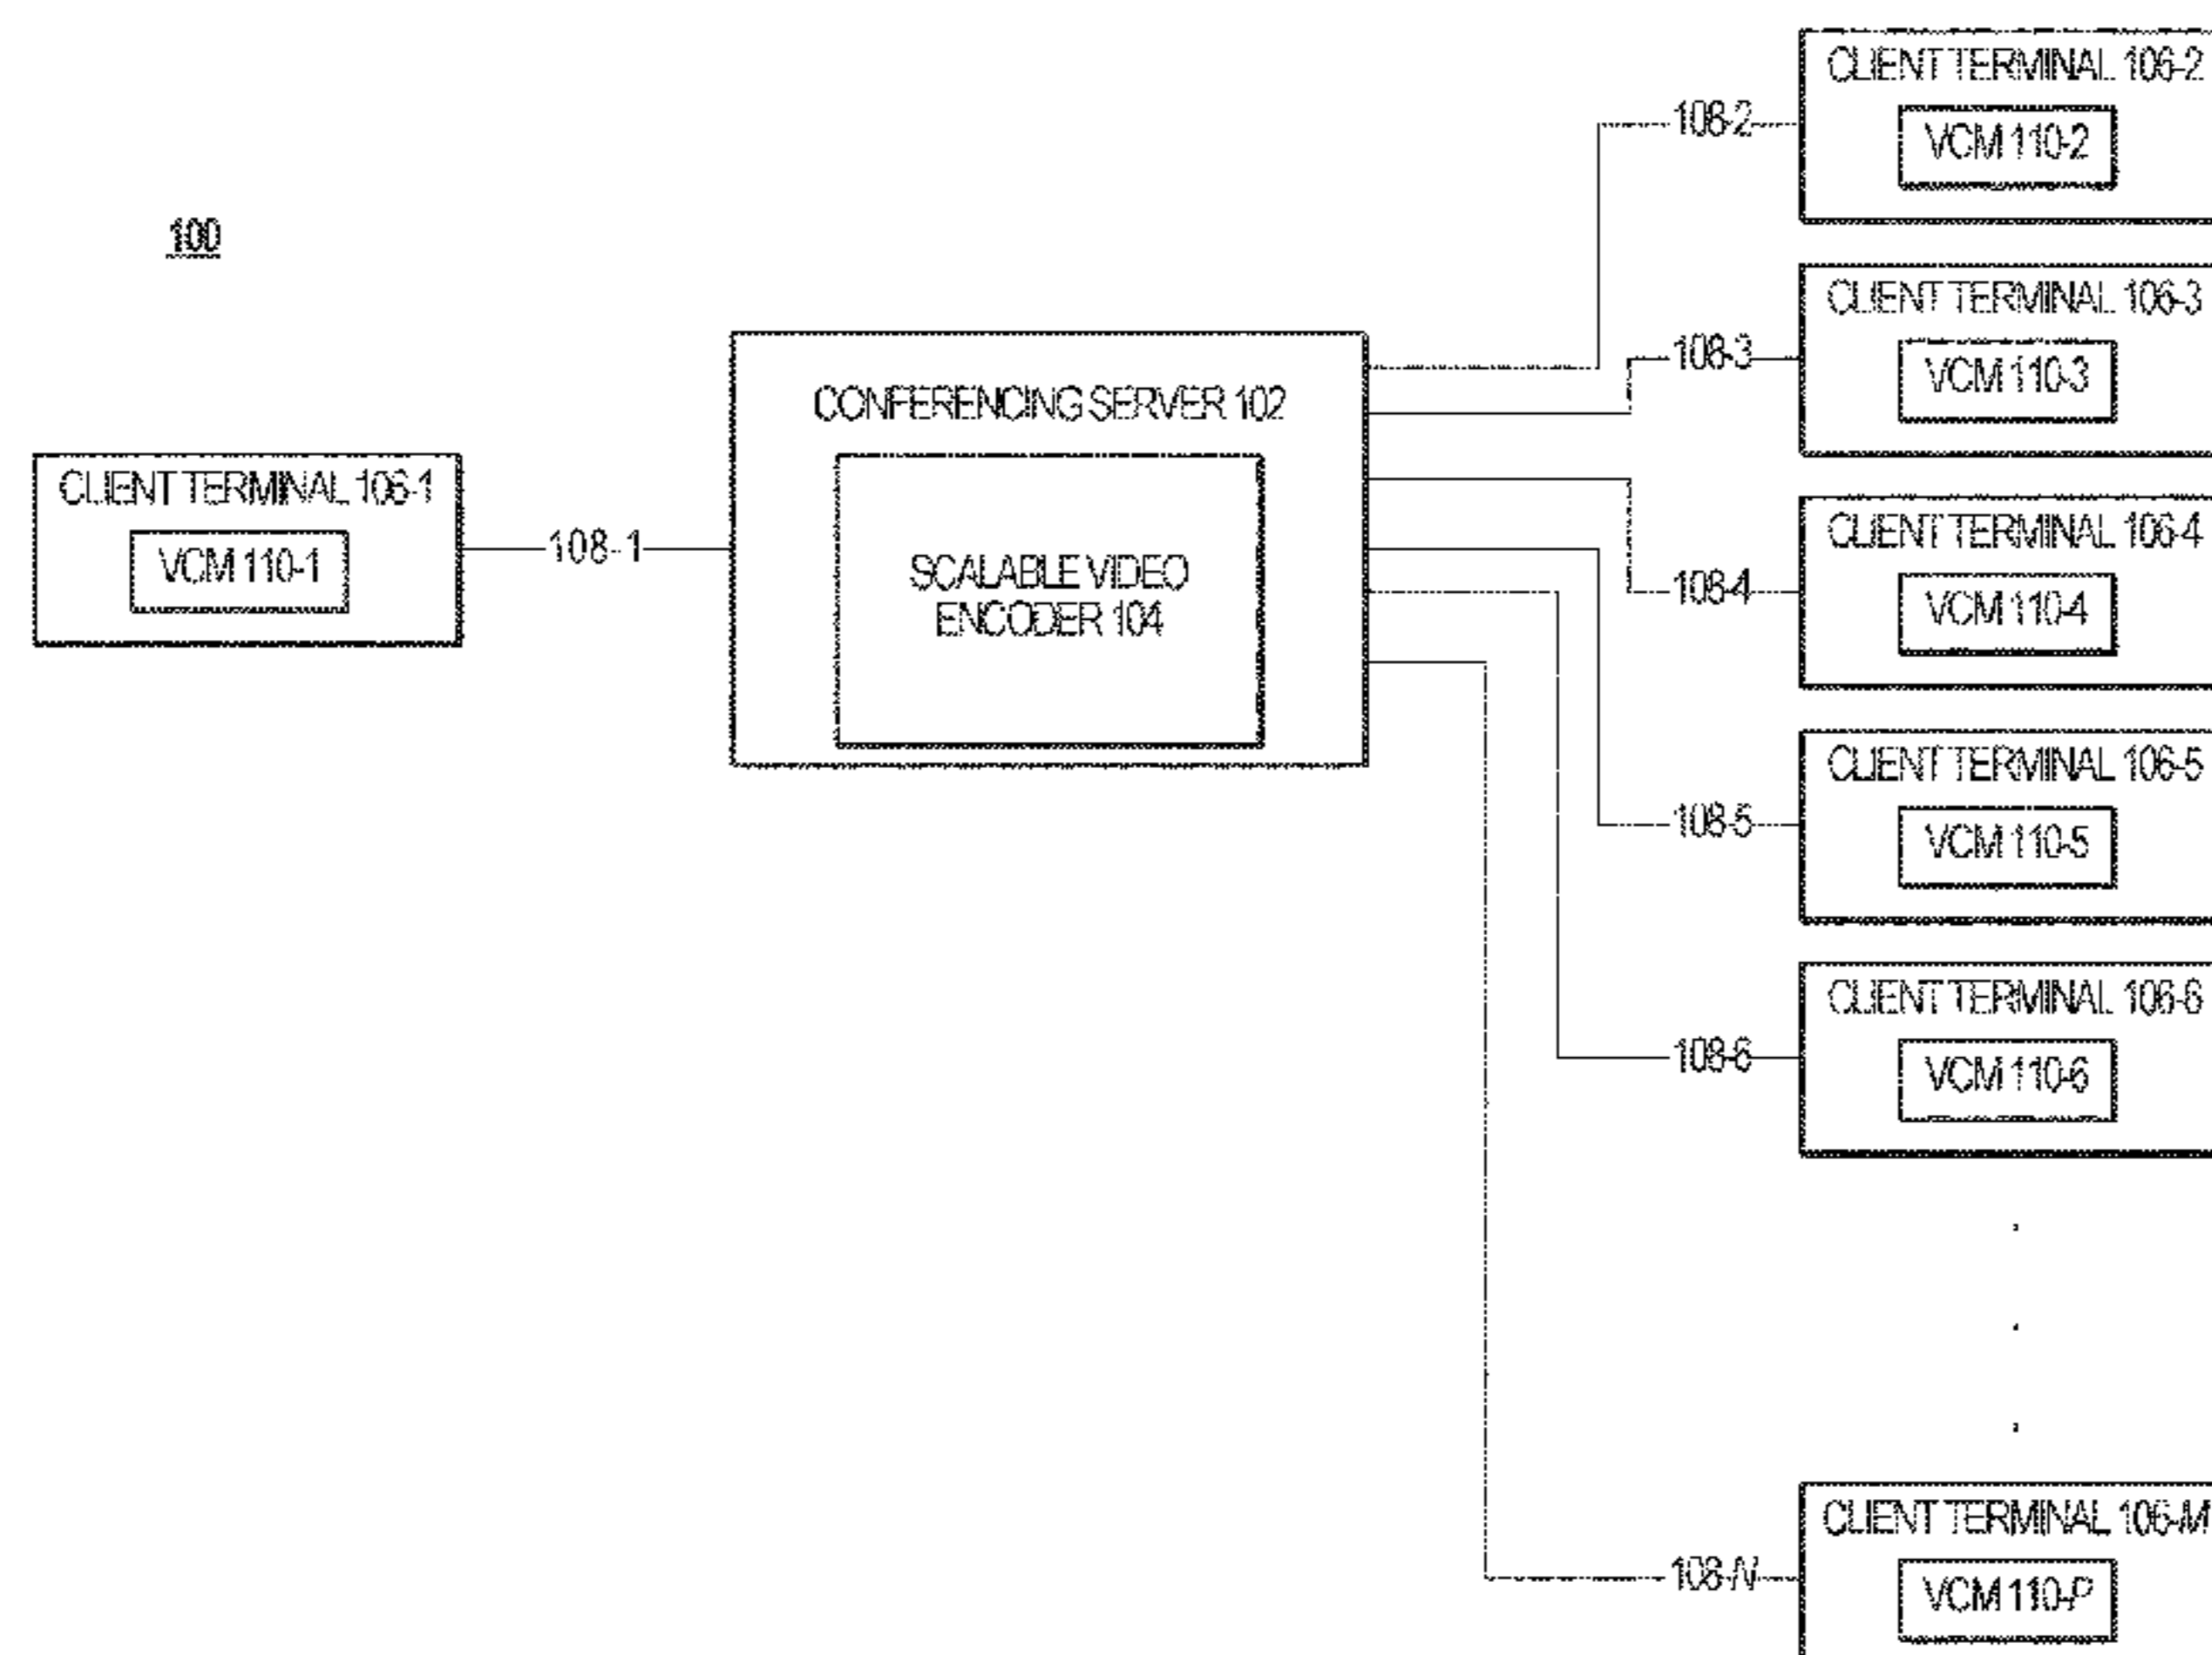 100
CLIENT TERMINAL 106-1
VCM 110-1
108-1
CONFERENCING SERVER 102
SCALABLE VIDEO
ENCODER 104
108-2
CLIENT TERMINAL 106-2
VCM 110-2
108-3
CLIENT TERMINAL 106-3
VCM 110-3
108-4
CLIENT TERMINAL 106-4
VCM 110-4
108-5
CLIENT TERMINAL 106-5
VCM 110-5
108-6
CLIENT TERMINAL 106-6
VCM 110-6
108-N
CLIENT TERMINAL 106-M
VCM 110-P